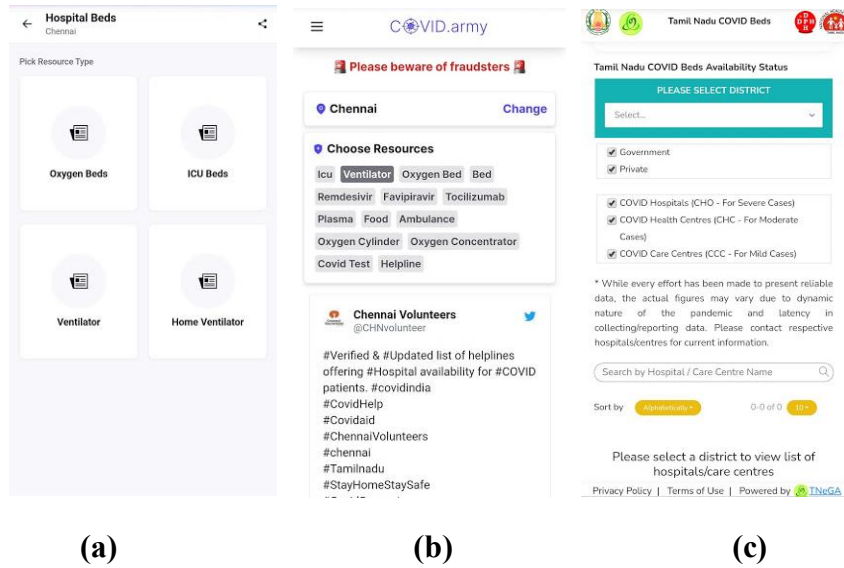 Hospital Beds
Chennai
Pick Resource Type
Oxygen Beds
ICU Beds
Ventilator
Home Ventilator
(a)
COVID.army
Please beware of fraudsters
Chennai
Change
Choose Resources
Icu Ventilator Oxygen Bed Bed
Remdesivir Favipiravir Tocilizumab
Plasma Food Ambulance
Oxygen Cylinder Oxygen Concentrator
Covid Test Helpline
Chennai Volunteers
@CHNvolunteer
#Verified & #Updated list of helplines
offering #Hospital availability for #COVID
patients. #covidindia
#CovidHelp
#Covidaid
#ChennaiVolunteers
#chennai
#Tamilnadu
#StayHomeStaySafe
(b)
Tamil Nadu COVID Beds
Tamil Nadu COVID Beds Availability Status
PLEASE SELECT DISTRICT
Select...
Government
Private
COVID Hospitals (CHO - For Severe Cases)
COVID Health Centres (CHC - For Moderate
Cases)
COVID Care Centres (CCC - For Mild Cases)
* While every effort has been made to present reliable
data, the actual figures may vary due to dynamic
nature of the pandemic and latency in
collecting/reporting data. Please contact respective
hospitals/centres for current information.
Search by Hospital / Care Centre Name
Sort by Alphabetically 0-0 of 0 10
Please select a district to view list of
hospitals/care centres
Privacy Policy | Terms of Use | Powered by TNeGA
(c)